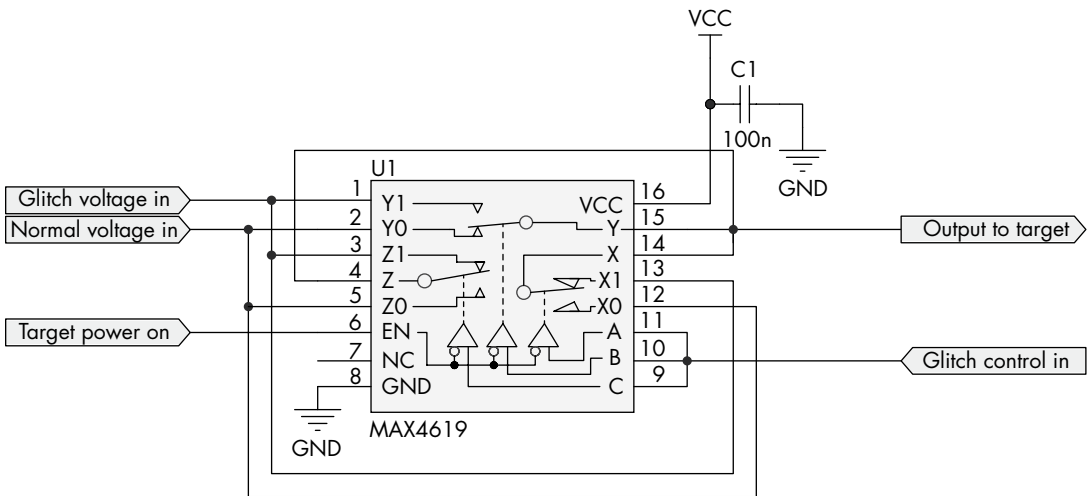 VCC
C1
100n
GND
U1
Glitch voltage in
Normal voltage in
Target power on
1
2
3
4
5
6
7
8
Y1
Y0
Z1
Z
Z0
EN
NC
GND
VCC
Y
X
X1
X0
A
B
C
16
15
14
13
12
11
10
9
Output to target
Glitch control in
GND
MAX4619